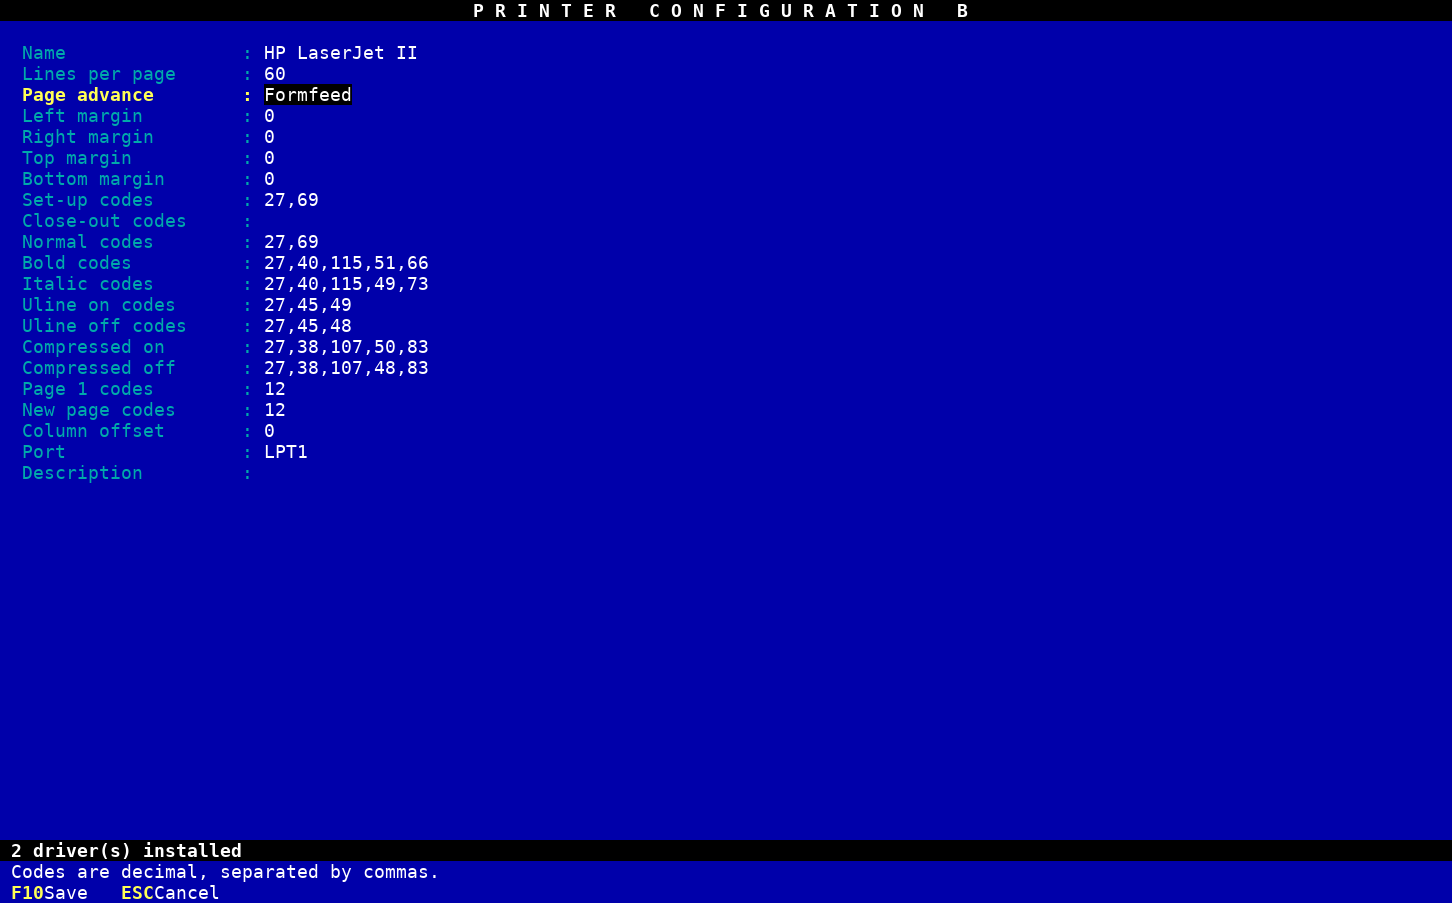 P R I N T E R   C O N F I G U R A T I O N   B
Name : HP LaserJet II
Lines per page : 60
Page advance : Formfeed
Left margin : 0
Right margin : 0
Top margin : 0
Bottom margin : 0
Set-up codes : 27,69
Close-out codes :
Normal codes : 27,69
Bold codes : 27,40,115,51,66
Italic codes : 27,40,115,49,73
Uline on codes : 27,45,49
Uline off codes : 27,45,48
Compressed on : 27,38,107,50,83
Compressed off : 27,38,107,48,83
Page 1 codes : 12
New page codes : 12
Column offset : 0
Port : LPT1
Description :
2 driver(s) installed
Codes are decimal, separated by commas.
F10Save   ESCCancel